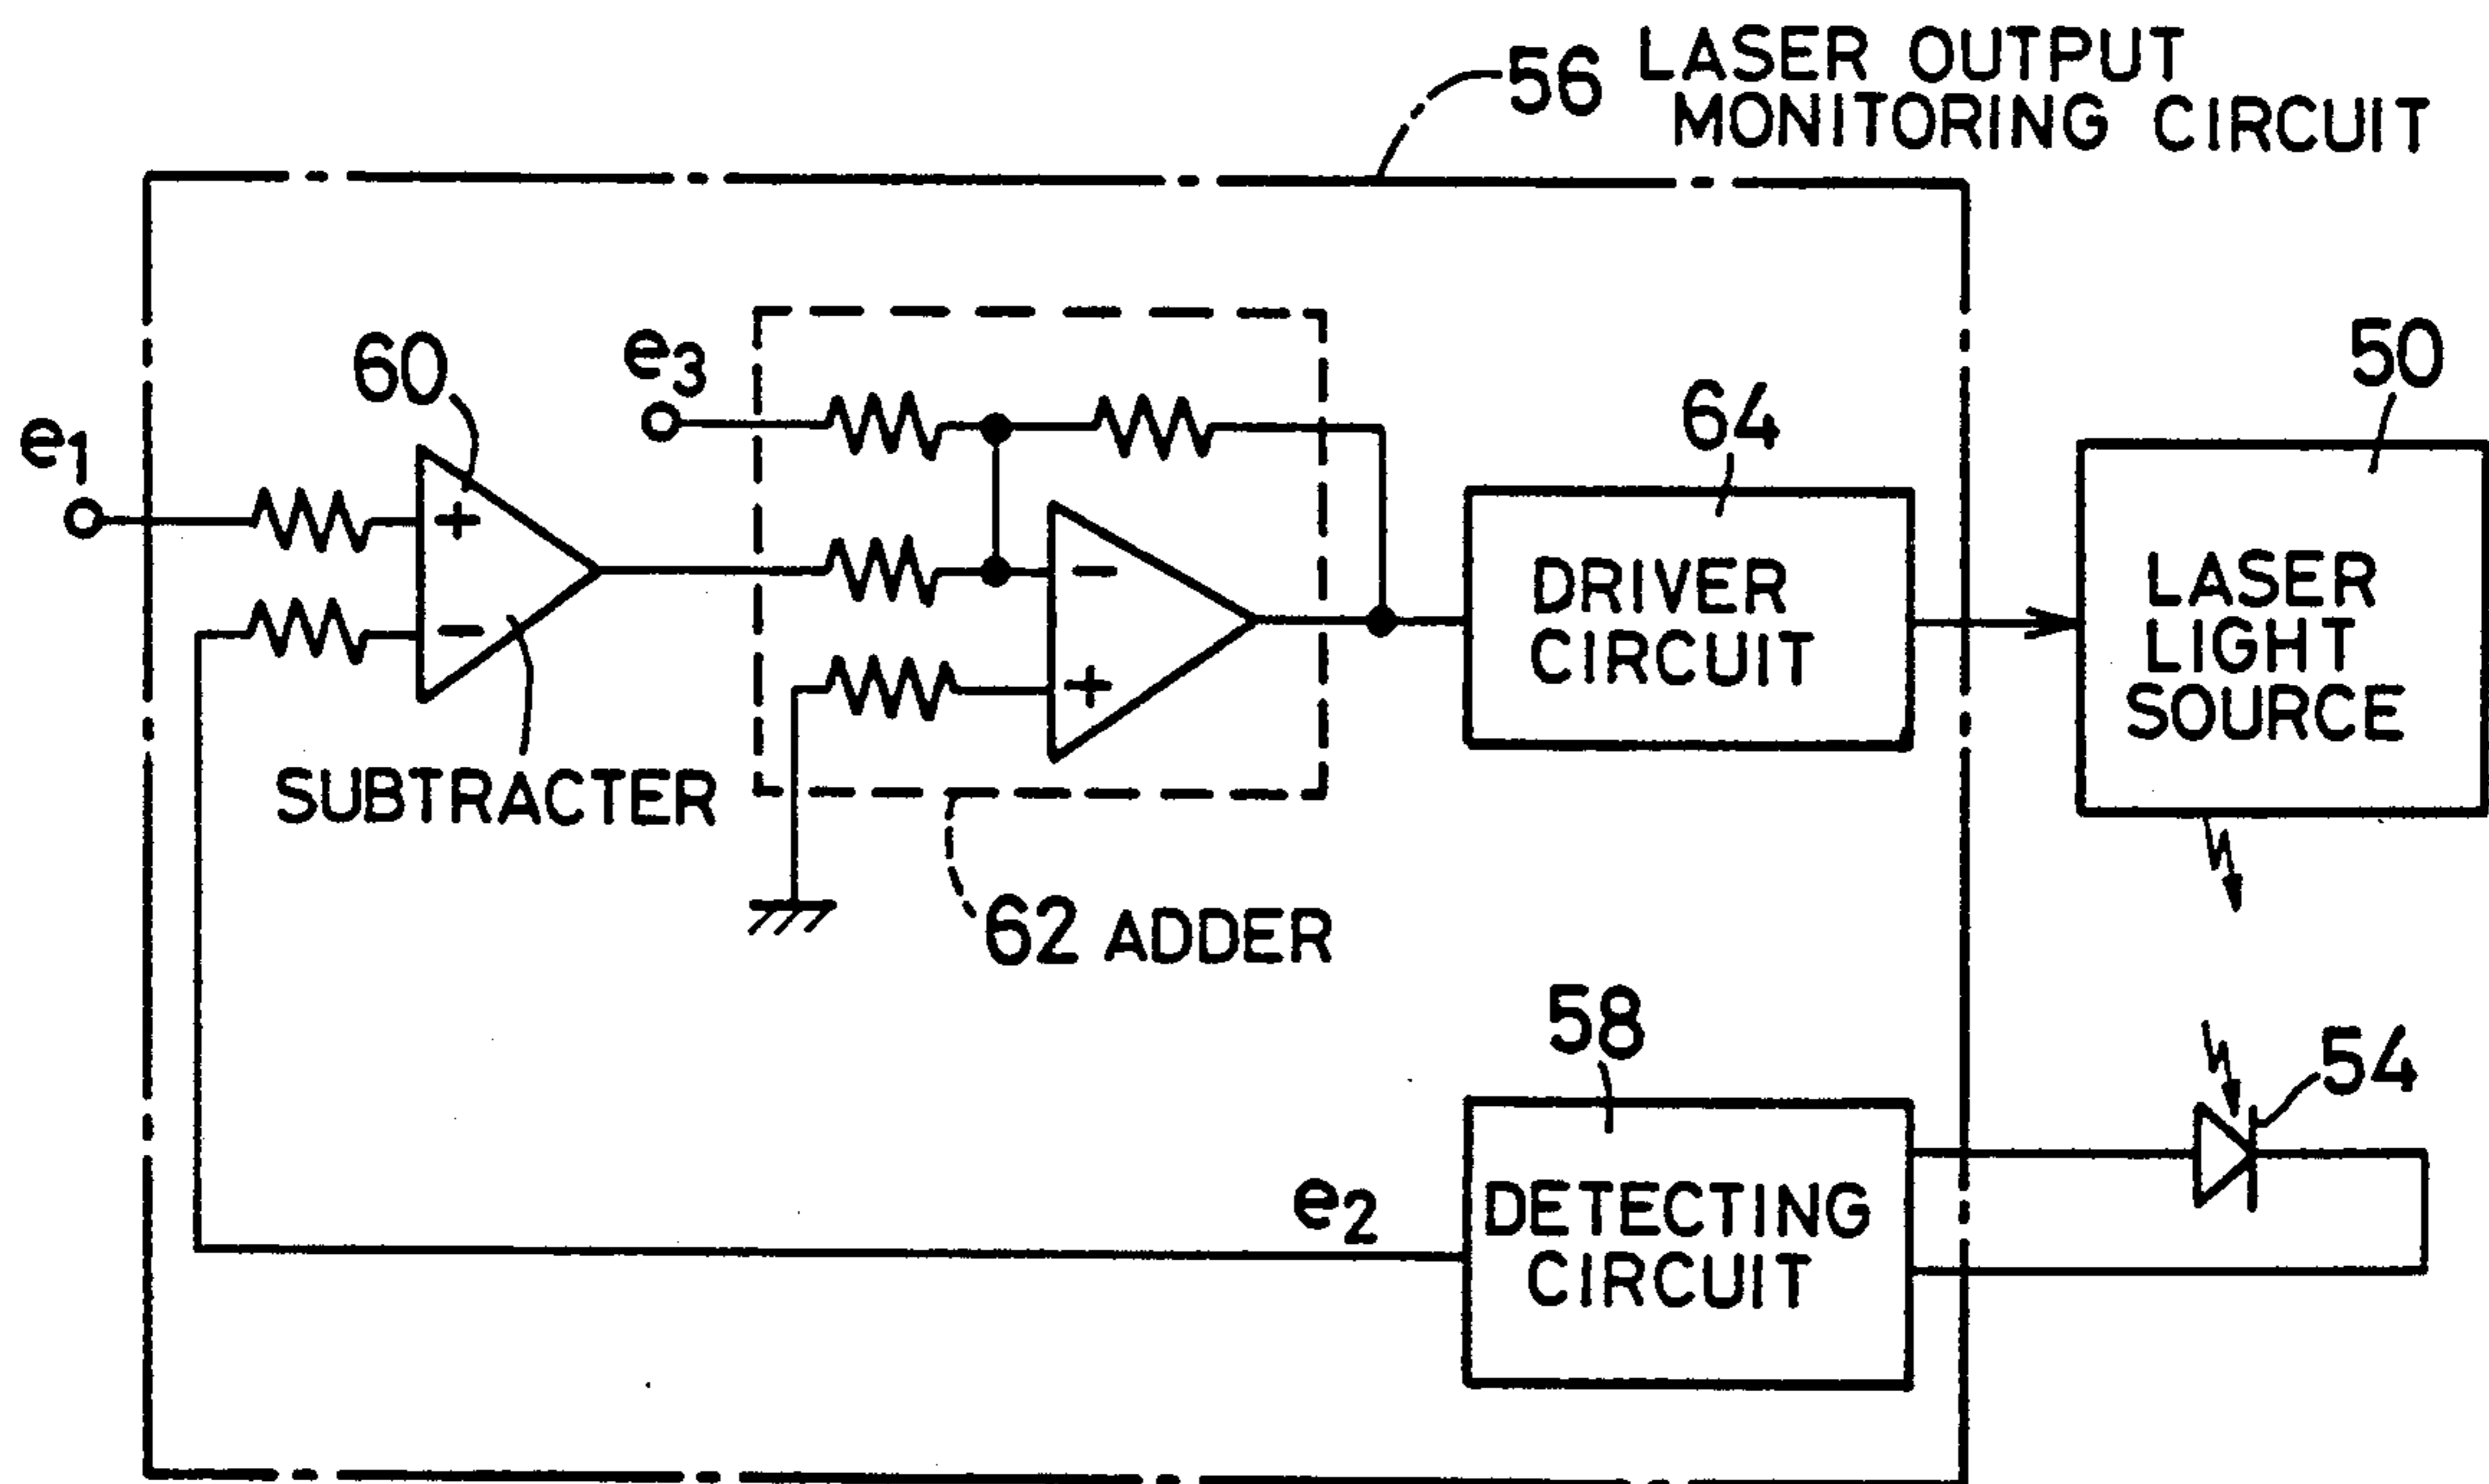 56 LASER OUTPUT
MONITORING CIRCUIT
e1
60
+
-
SUBTRACTER
e3
-
+
62 ADDER
64
DRIVER
CIRCUIT
50
LASER
LIGHT
SOURCE
58
DETECTING
CIRCUIT
e2
54